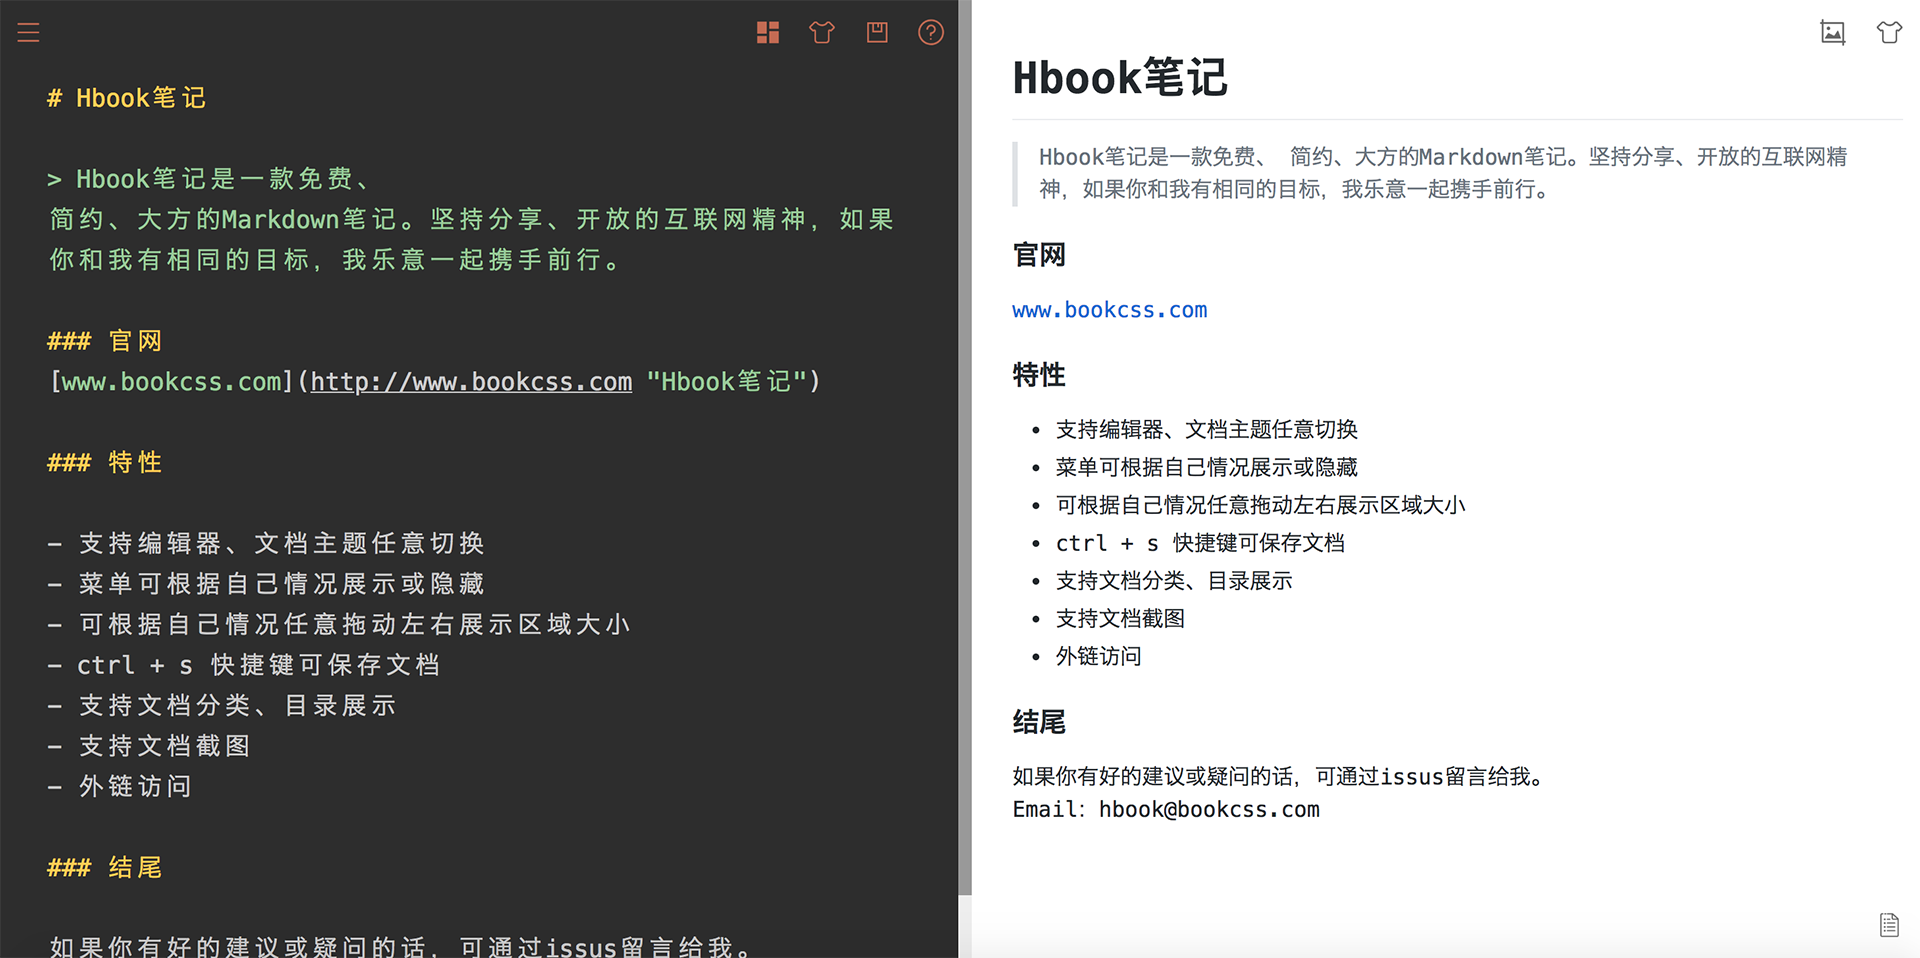 # Hbook笔记
> Hbook笔记是一款免费、
简约、大方的Markdown笔记。坚持分享、开放的互联网精神，如果
你和我有相同的目标，我乐意一起携手前行。
### 官网
[www.bookcss.com](http://www.bookcss.com "Hbook笔记")
### 特性
- 支持编辑器、文档主题任意切换
- 菜单可根据自己情况展示或隐藏
- 可根据自己情况任意拖动左右展示区域大小
- ctrl + s 快捷键可保存文档
- 支持文档分类、目录展示
- 支持文档截图
- 外链访问
### 结尾
如果你有好的建议或疑问的话，可通过issus留言给我。
Hbook笔记
Hbook笔记是一款免费、 简约、大方的Markdown笔记。坚持分享、开放的互联网精
神，如果你和我有相同的目标，我乐意一起携手前行。
官网
www.bookcss.com
特性
• 支持编辑器、文档主题任意切换
• 菜单可根据自己情况展示或隐藏
• 可根据自己情况任意拖动左右展示区域大小
• ctrl + s 快捷键可保存文档
• 支持文档分类、目录展示
• 支持文档截图
• 外链访问
结尾
如果你有好的建议或疑问的话，可通过issus留言给我。
Email：hbook@bookcss.com